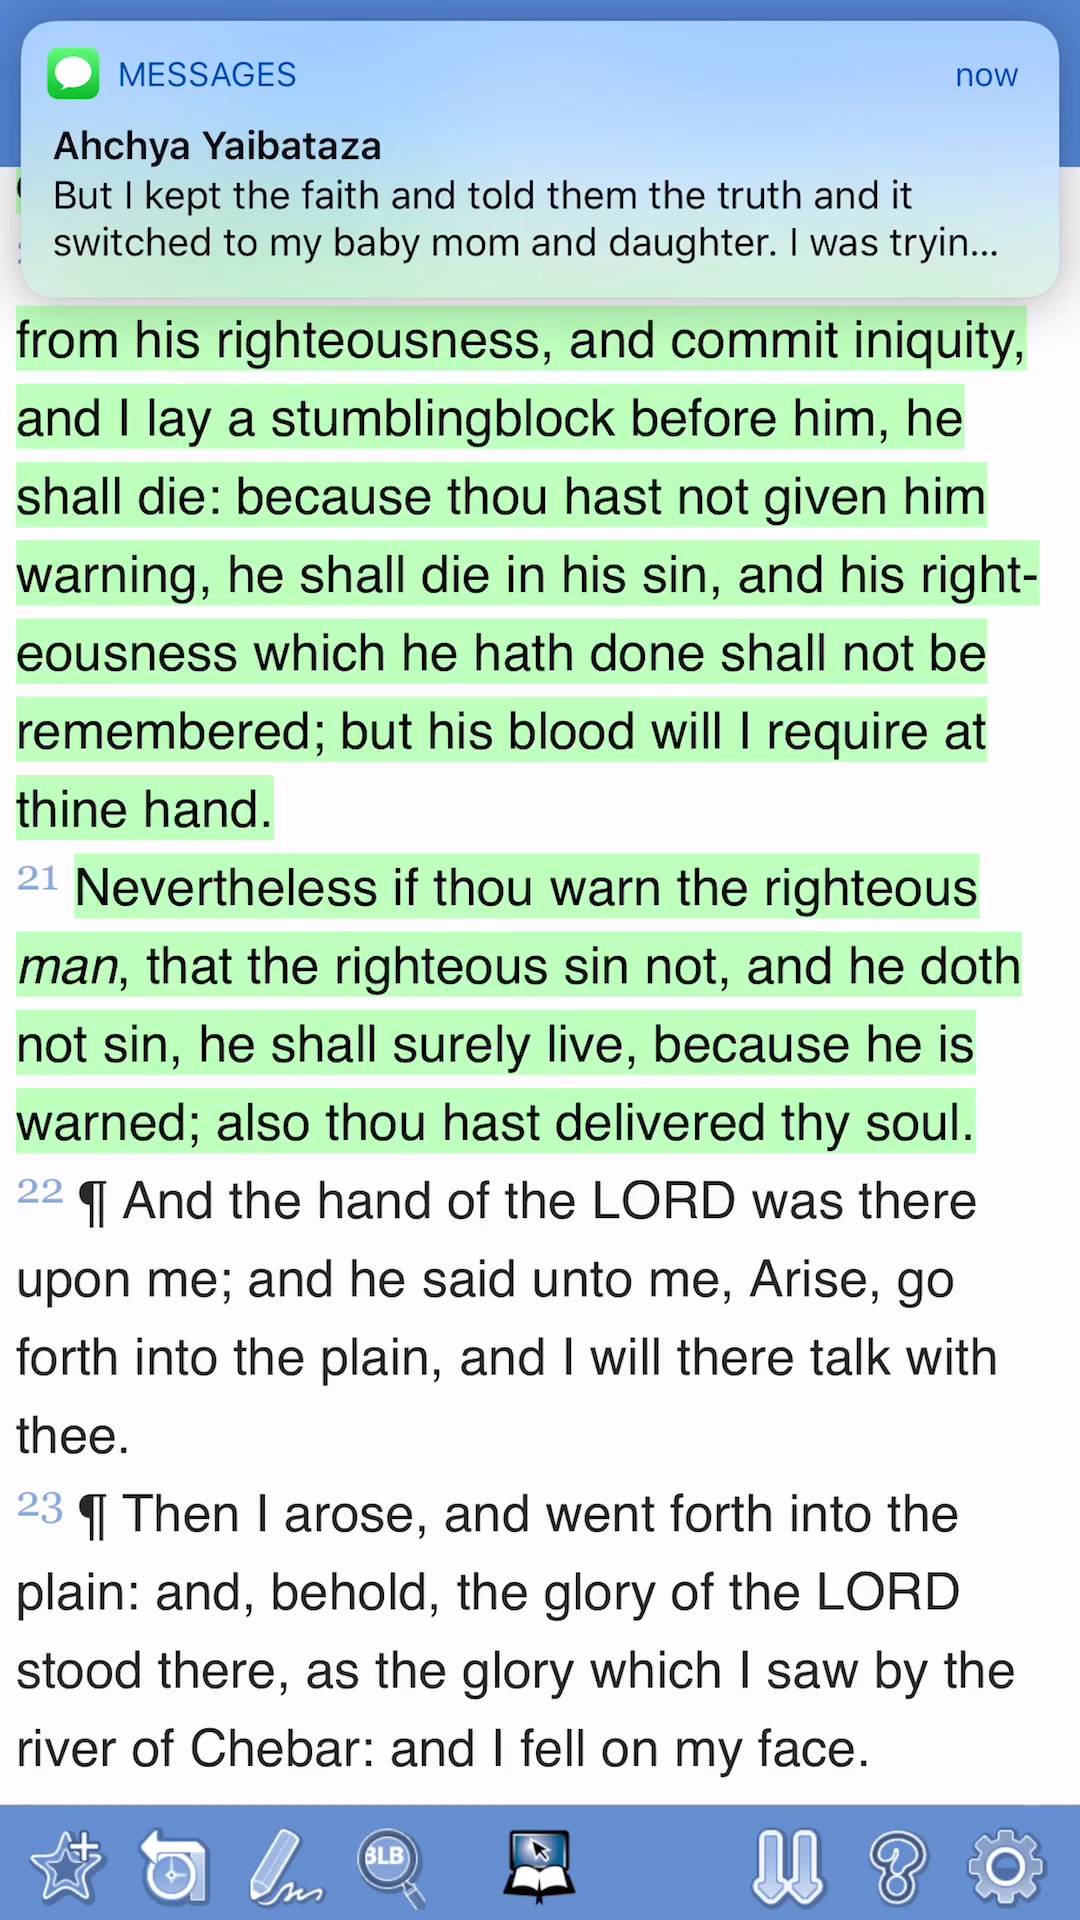 MESSAGES now
Ahchya Yaibataza
But I kept the faith and told them the truth and it
switched to my baby mom and daughter. I was tryin...
from his righteousness, and commit iniquity,
and I lay a stumblingblock before him, he
shall die: because thou hast not given him
warning, he shall die in his sin, and his right-
eousness which he hath done shall not be
remembered; but his blood will I require at
thine hand.
21 Nevertheless if thou warn the righteous
man, that the righteous sin not, and he doth
not sin, he shall surely live, because he is
warned; also thou hast delivered thy soul.
22 ¶ And the hand of the LORD was there
upon me; and he said unto me, Arise, go
forth into the plain, and I will there talk with
thee.
23 ¶ Then I arose, and went forth into the
plain: and, behold, the glory of the LORD
stood there, as the glory which I saw by the
river of Chebar: and I fell on my face.
BLB